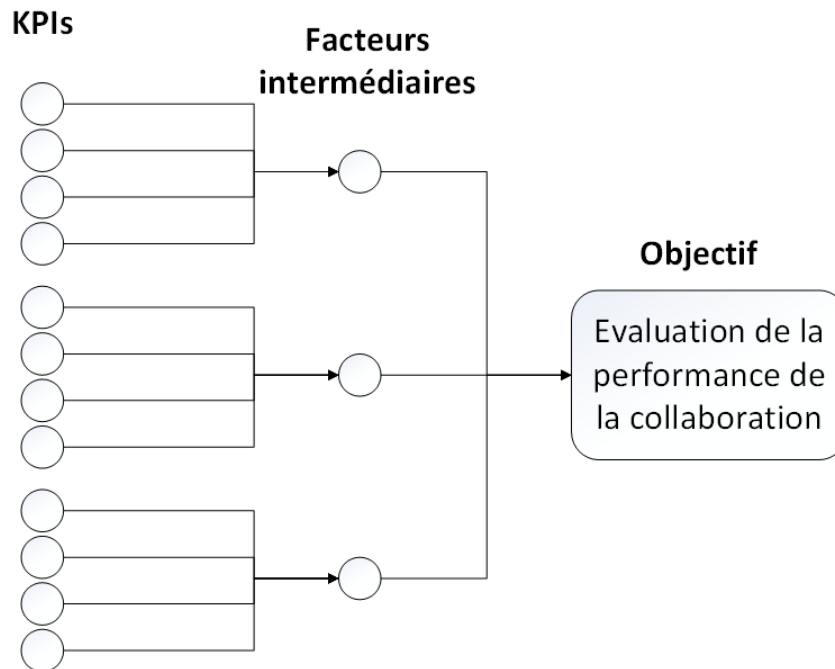 KPIs
Facteurs
intermédiaires
Objectif
Evaluation de la
performance de
la collaboration